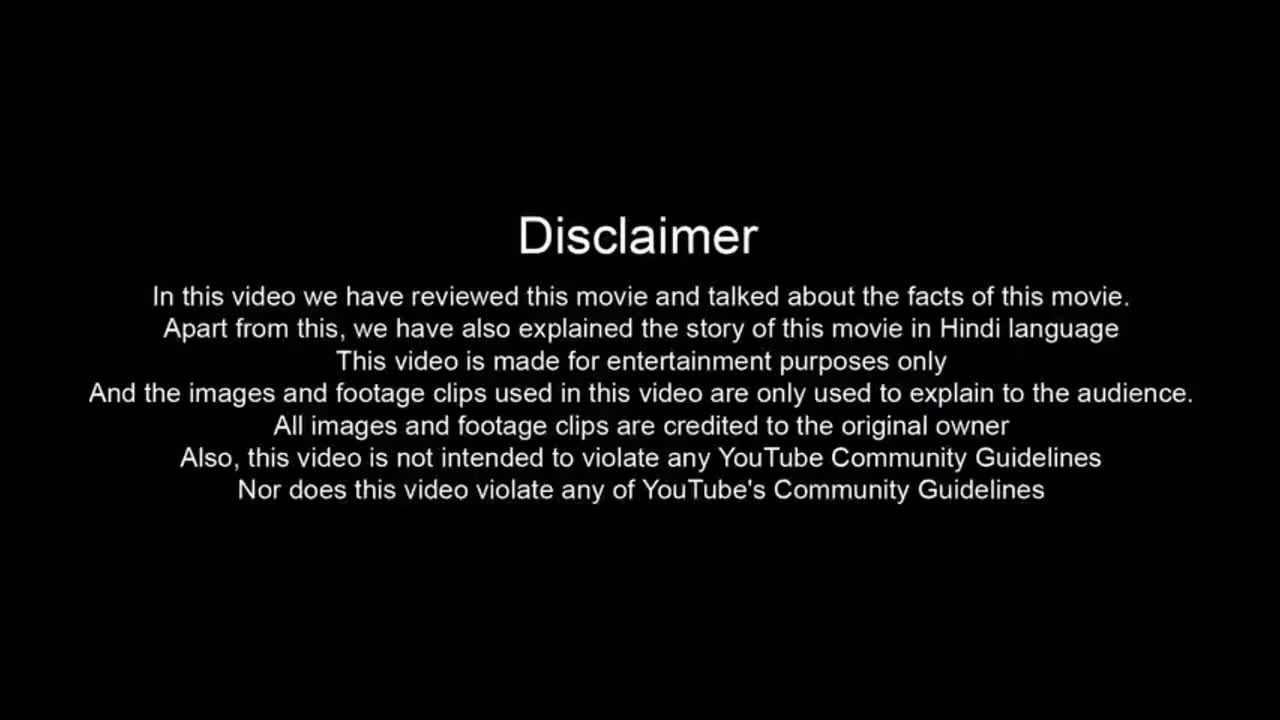 Disclaimer
In this video we have reviewed this movie and talked about the facts of this movie.
Apart from this, we have also explained the story of this movie in Hindi language
This video is made for entertainment purposes only
And the images and footage clips used in this video are only used to explain to the audience.
All images and footage clips are credited to the original owner
Also, this video is not intended to violate any YouTube Community Guidelines
Nor does this video violate any of YouTube's Community Guidelines